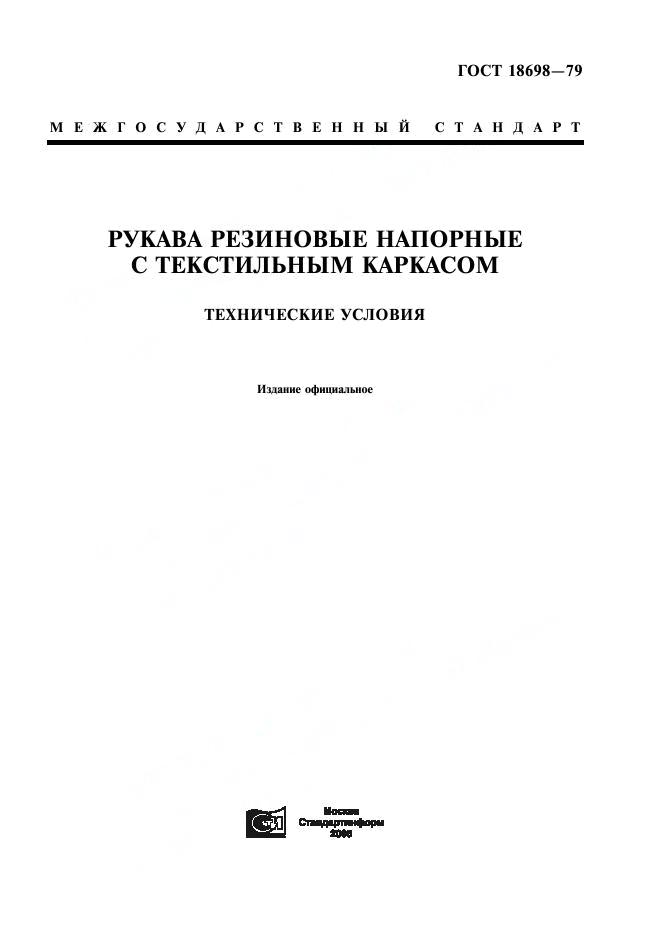 ГОСТ 18698—79
МЕЖГОСУДАРСТВЕННЫЙ СТАНДАРТ
РУКАВА РЕЗИНОВЫЕ НАПОРНЫЕ
С ТЕКСТИЛЬНЫМ КАРКАСОМ
ТЕХНИЧЕСКИЕ УСЛОВИЯ
Издание официальное
Москва
Стандартинформ